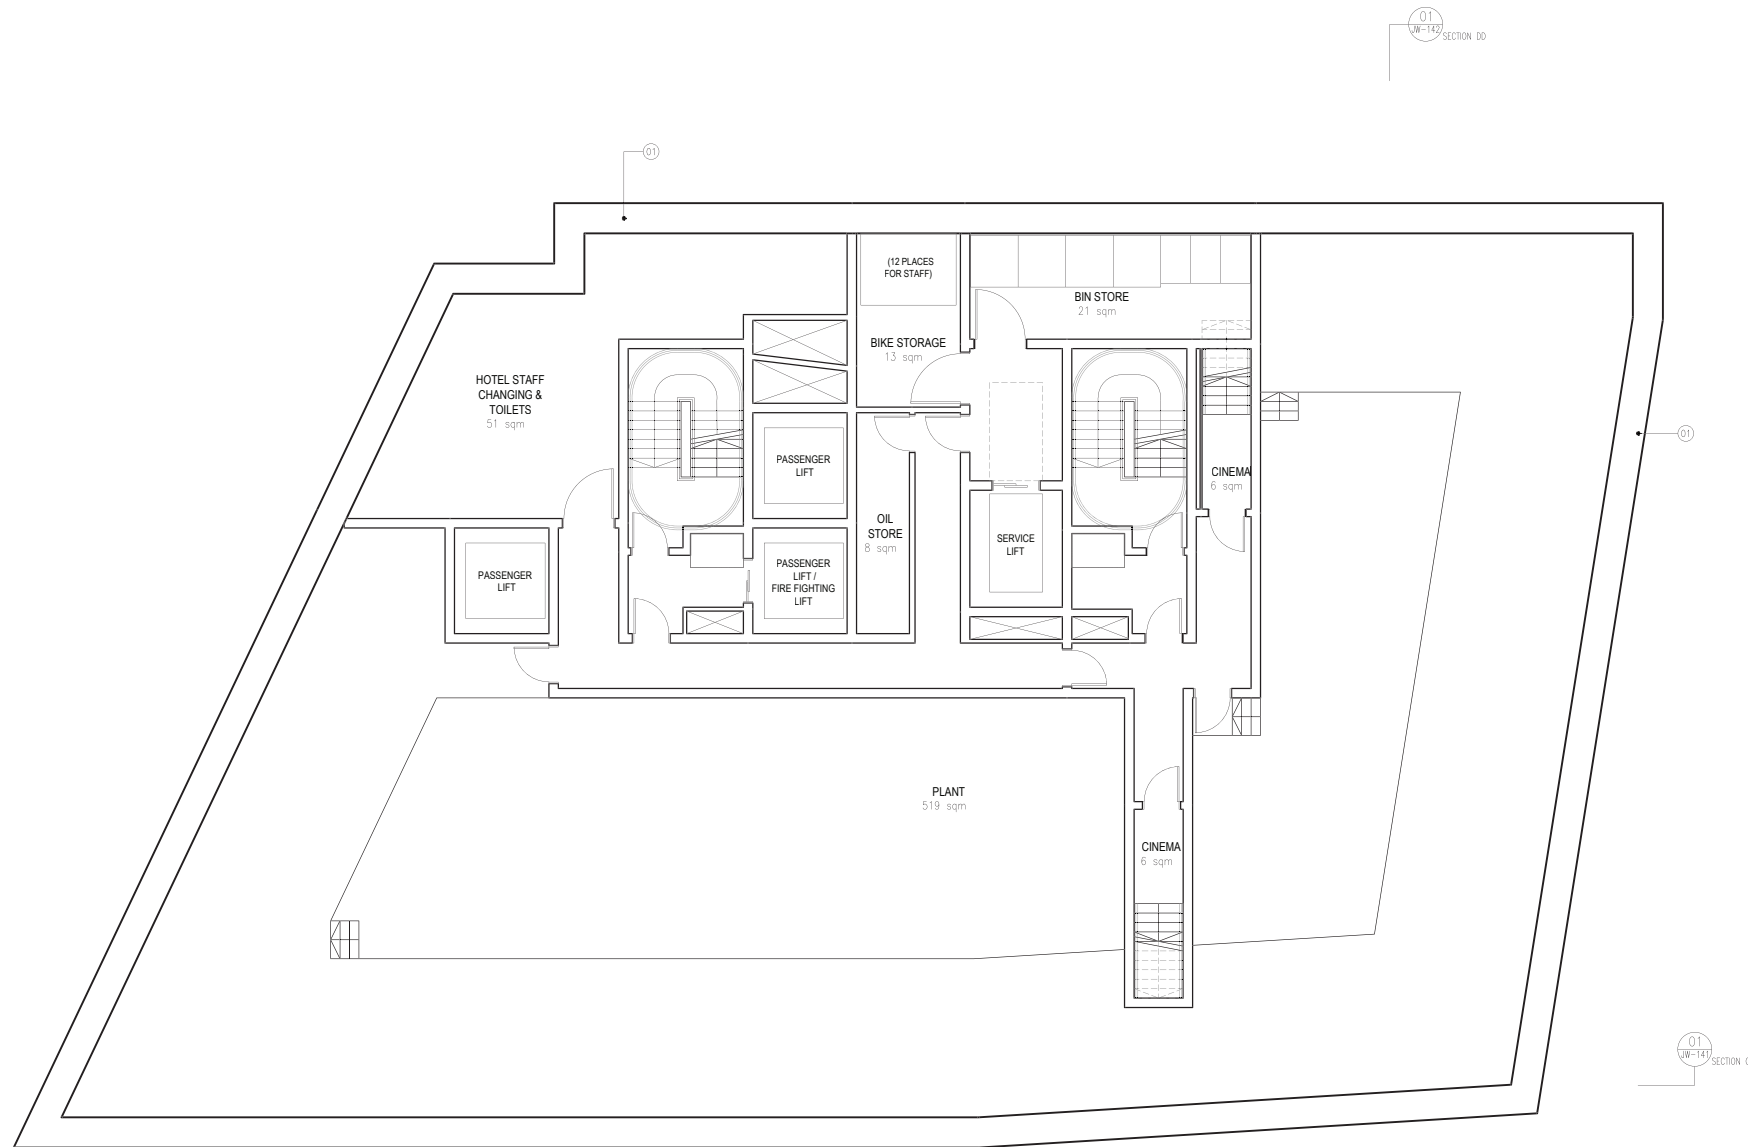 01
JW-142
SECTION DD
01
(12 PLACES
FOR STAFF)
BIN STORE
21 sqm
BIKE STORAGE
13 sqm
HOTEL STAFF
CHANGING &
TOILETS
51 sqm
01
PASSENGER
LIFT
CINEMA
6 sqm
OIL
STORE
8 sqm
SERVICE
LIFT
PASSENGER
LIFT
PASSENGER
LIFT /
FIRE FIGHTING
LIFT
PLANT
519 sqm
CINEMA
6 sqm
01
JW-141
SECTION